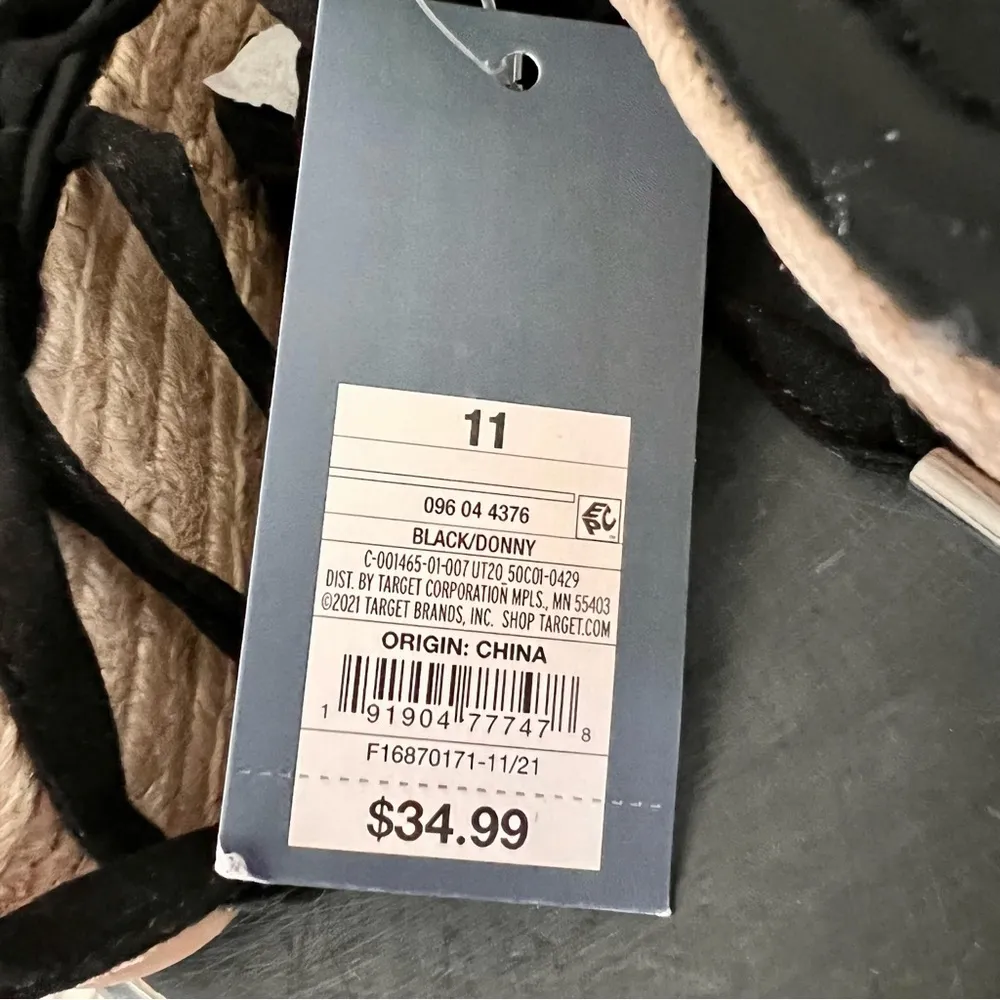 11
096 04 4376
EPC
BLACK/DONNY
C-001465-01-007 UT20_50C01-0429
DIST. BY TARGET CORPORATION MPLS., MN 55403
©2021 TARGET BRANDS, INC. SHOP TARGET.COM
ORIGIN: CHINA
1 91904 77747 8
F16870171-11/21
$34.99